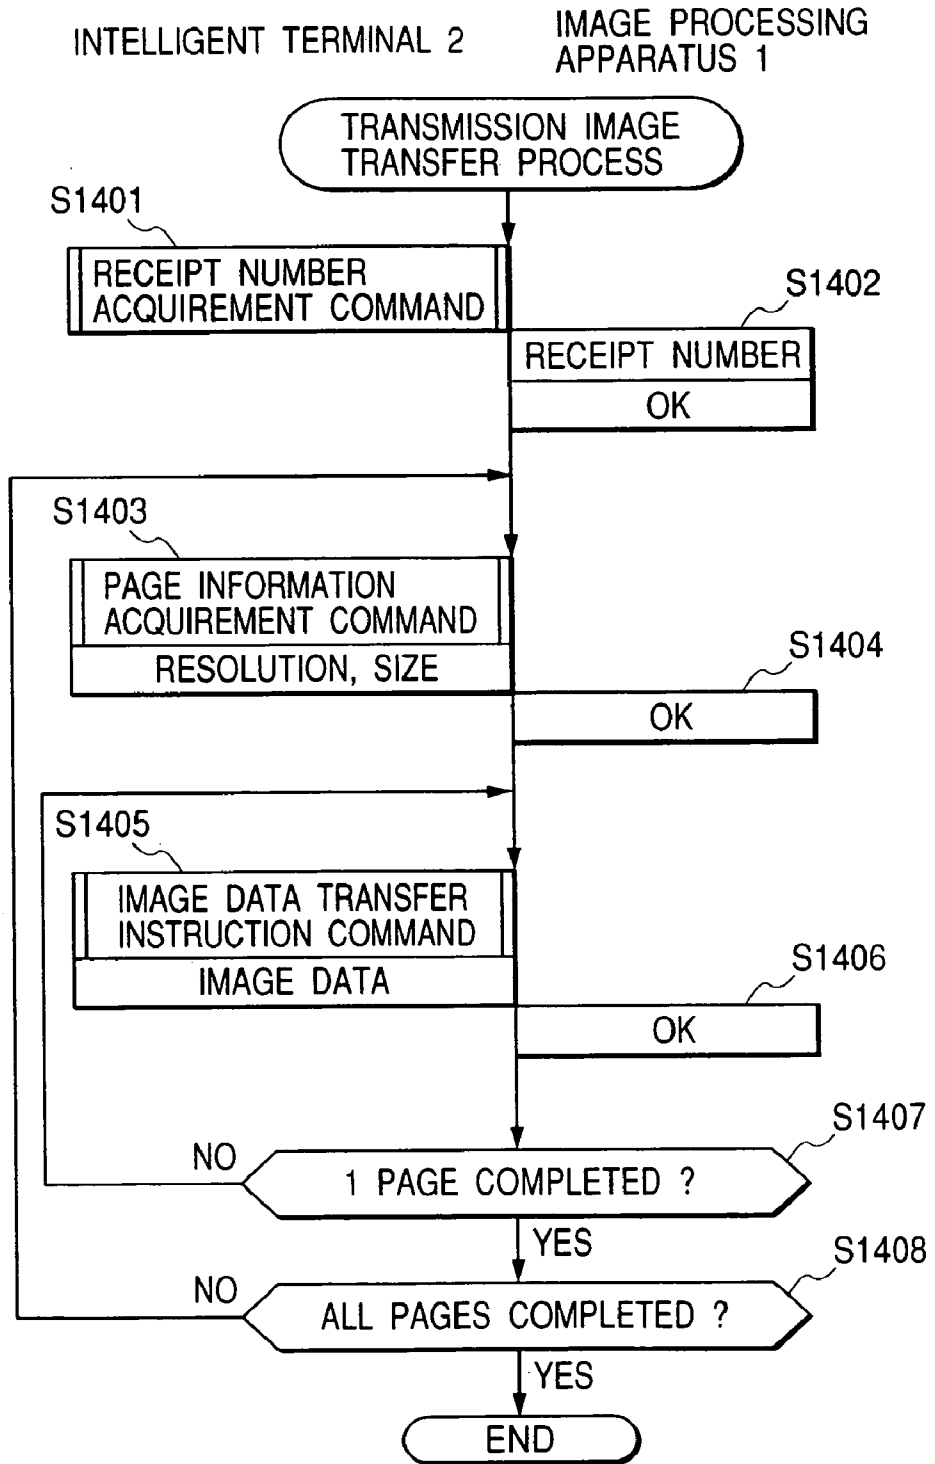 INTELLIGENT TERMINAL 2
IMAGE PROCESSING
APPARATUS 1
TRANSMISSION IMAGE
TRANSFER PROCESS
S1401
RECEIPT NUMBER
ACQUIREMENT COMMAND
S1402
RECEIPT NUMBER
OK
S1403
PAGE INFORMATION
ACQUIREMENT COMMAND
RESOLUTION, SIZE
S1404
OK
S1405
IMAGE DATA TRANSFER
INSTRUCTION COMMAND
IMAGE DATA
S1406
OK
S1407
NO
1 PAGE COMPLETED ?
YES
S1408
NO
ALL PAGES COMPLETED ?
YES
END